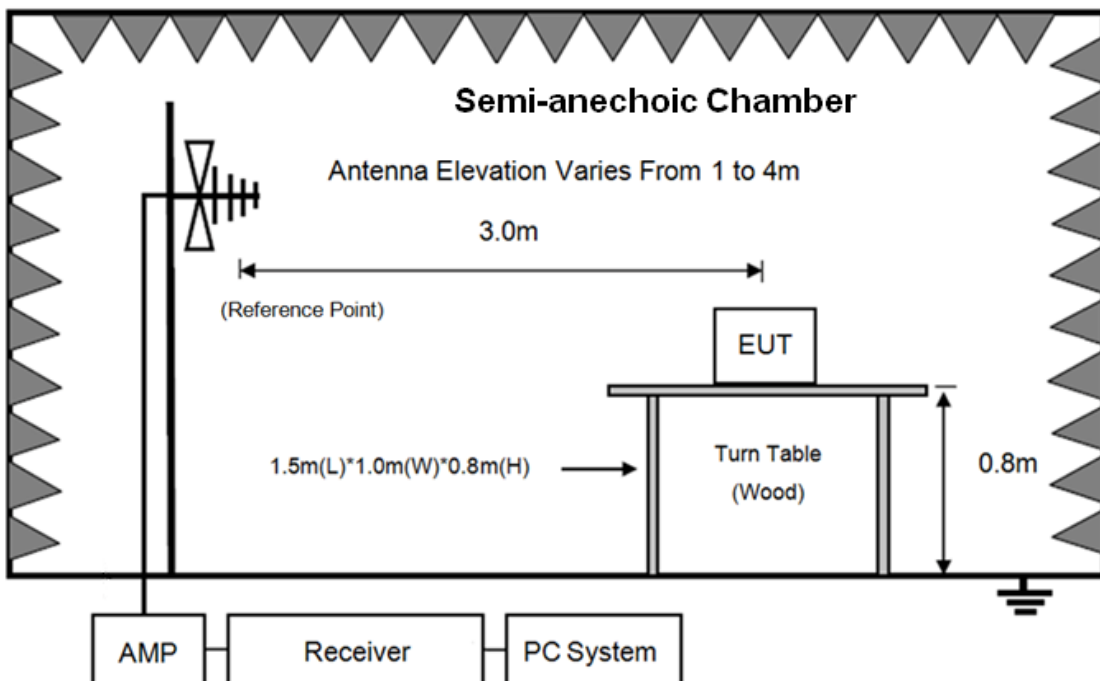 Semi-anechoic Chamber
Antenna Elevation Varies From 1 to 4m
3.0m
(Reference Point)
EUT
1.5m(L)*1.0m(W)*0.8m(H)
Turn Table
(Wood)
0.8m
AMP
Receiver
PC System